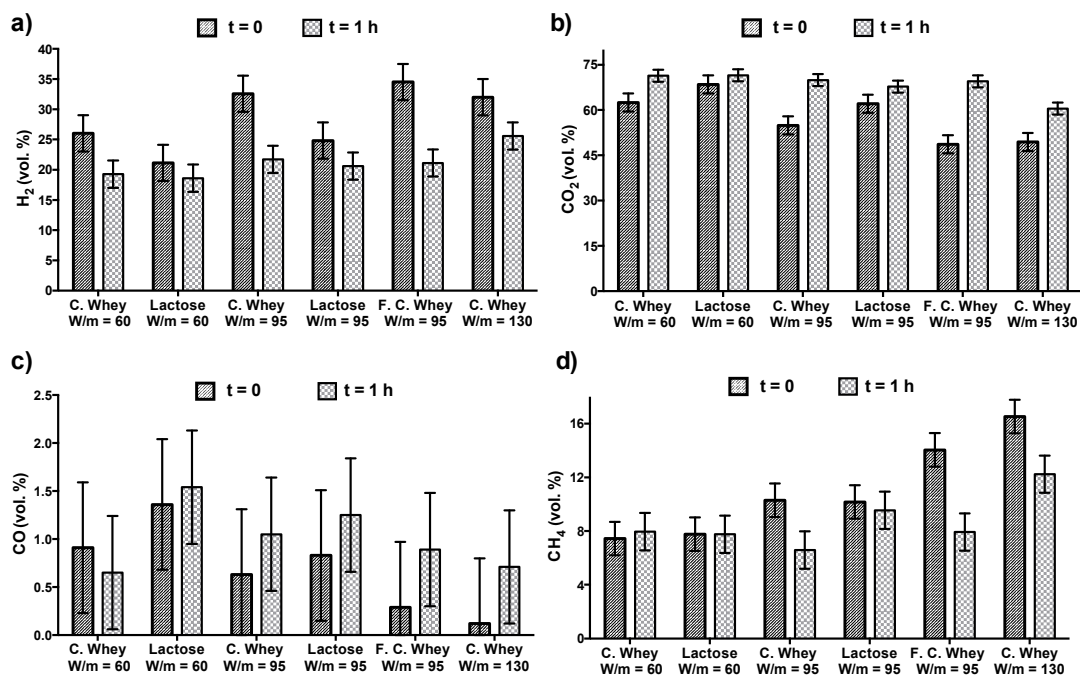 a)
t = 0
t = 1 h
H2 (vol. %)
40
35
30
25
20
15
10
5
0
C. Whey Lactose C. Whey Lactose F. C. Whey C. Whey
W/m = 60 W/m = 60 W/m = 95 W/m = 95 W/m = 95 W/m = 130
b)
t = 0
t = 1 h
CO2 (vol. %)
75
60
45
30
15
0
C. Whey Lactose C. Whey Lactose F. C. Whey C. Whey
W/m = 60 W/m = 60 W/m = 95 W/m = 95 W/m = 95 W/m = 130
c)
t = 0
t = 1 h
CO (vol. %)
2.5
2.0
1.5
1.0
0.5
0.0
C. Whey Lactose C. Whey Lactose F. C. Whey C. Whey
W/m = 60 W/m = 60 W/m = 95 W/m = 95 W/m = 95 W/m = 130
d)
t = 0
t = 1 h
CH4 (vol. %)
16
12
8
4
0
C. Whey Lactose C. Whey Lactose F. C. Whey C. Whey
W/m = 60 W/m = 60 W/m = 95 W/m = 95 W/m = 95 W/m = 130